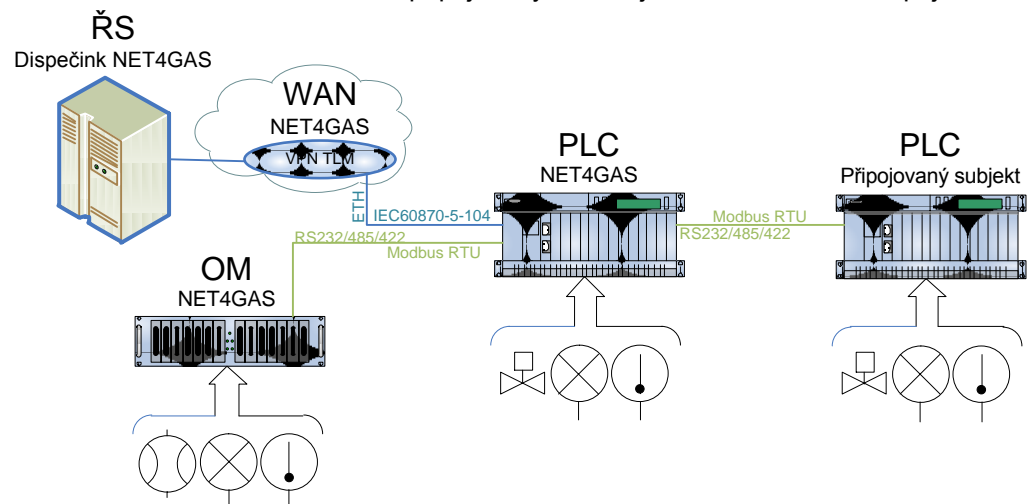 ŘS
Dispečink NET4GAS
WAN
NET4GAS
VPN TLM
ETH
IEC60870-5-104
RS232/485/422
Modbus RTU
OM
NET4GAS
PLC
NET4GAS
Modbus RTU
RS232/485/422
PLC
Připojovaný subjekt